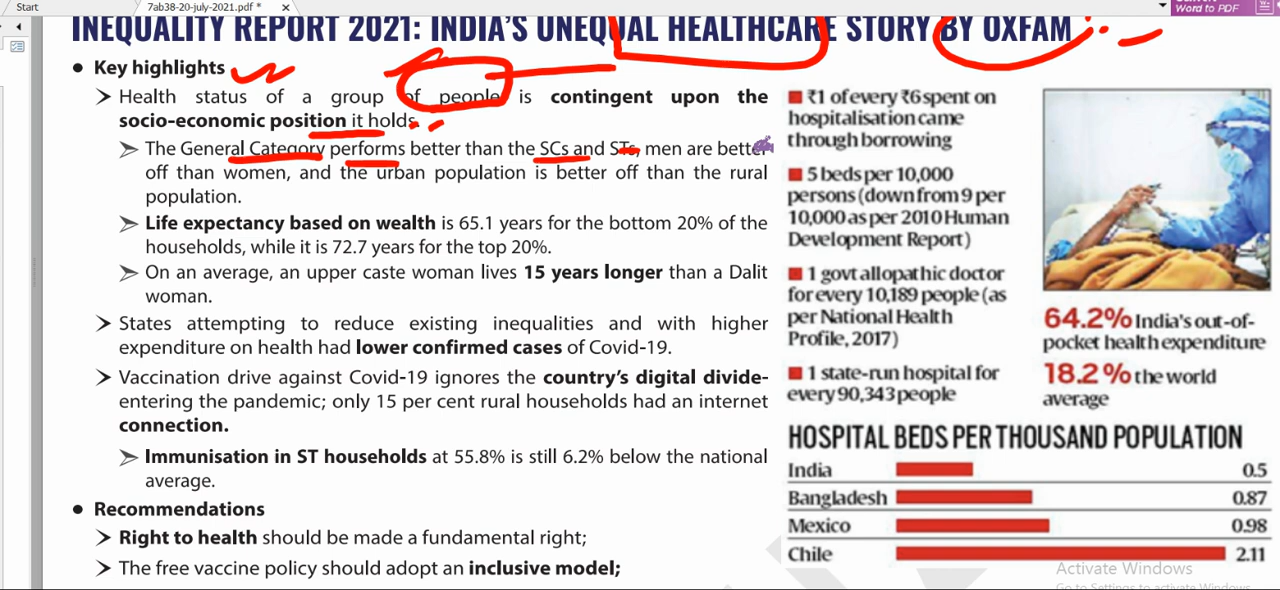 Start
7ab38-20-july-2021.pdf *
Word to PDF
INEQUALITY REPORT 2021: INDIA'S UNEQUAL HEALTHCARE STORY BY OXFAM
● Key highlights
➤ Health status of a group of people is contingent upon the
socio-economic position it holds.
➤ The General Category performs better than the SCs and STs, men are better
off than women, and the urban population is better off than the rural
population.
➤ Life expectancy based on wealth is 65.1 years for the bottom 20% of the
households, while it is 72.7 years for the top 20%.
➤ On an average, an upper caste woman lives 15 years longer than a Dalit
woman.
➤ States attempting to reduce existing inequalities and with higher
expenditure on health had lower confirmed cases of Covid-19.
➤ Vaccination drive against Covid-19 ignores the country's digital divide-
entering the pandemic; only 15 per cent rural households had an internet
connection.
➤ Immunisation in ST households at 55.8% is still 6.2% below the national
average.
● Recommendations
➤ Right to health should be made a fundamental right;
➤ The free vaccine policy should adopt an inclusive model;
■ ₹1 of every ₹6 spent on
hospitalisation came
through borrowing
■ 5 beds per 10,000
persons (down from 9 per
10,000 as per 2010 Human
Development Report)
■ 1 govt allopathic doctor
for every 10,189 people (as
per National Health
Profile, 2017)
■ 1 state-run hospital for
every 90,343 people
64.2% India's out-of-
pocket health expenditure
18.2% the world
average
HOSPITAL BEDS PER THOUSAND POPULATION
India 0.5
Bangladesh 0.87
Mexico 0.98
Chile 2.11
Activate Windows
Go to Settings to activate Windows